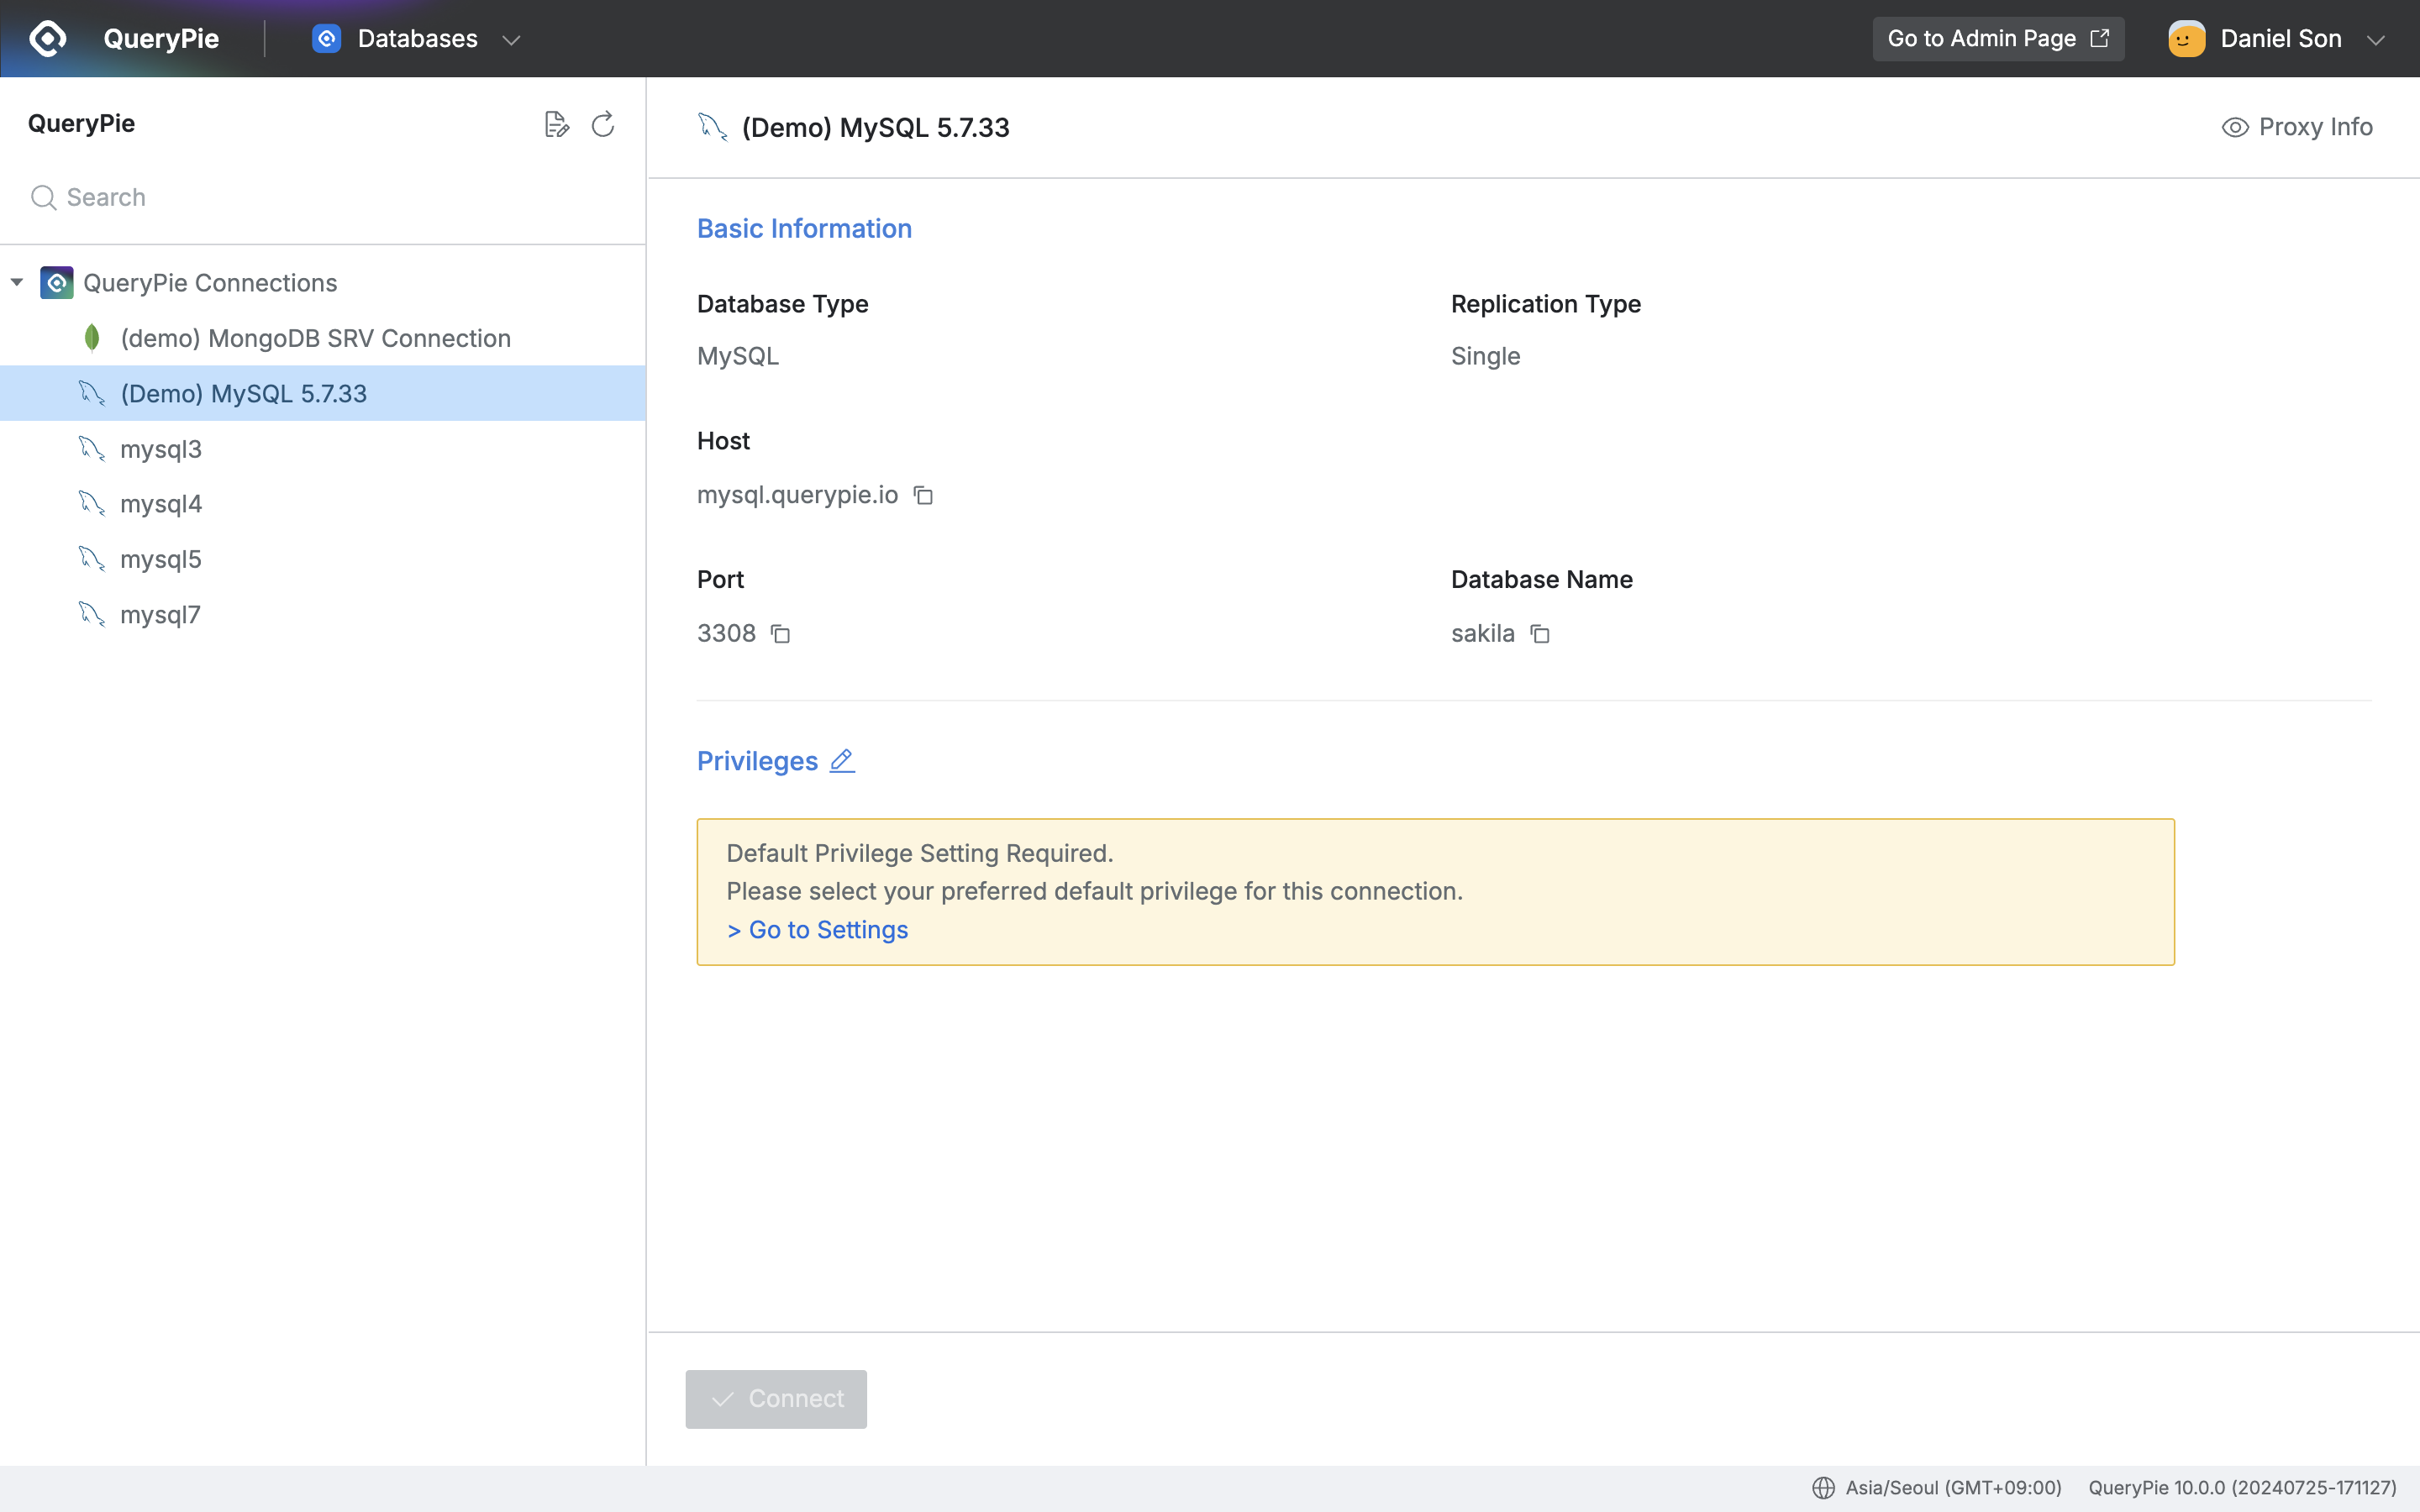 QueryPie
Databases
Go to Admin Page
Daniel Son
QueryPie
Search
QueryPie Connections
(demo) MongoDB SRV Connection
(Demo) MySQL 5.7.33
mysql3
mysql4
mysql5
mysql7
(Demo) MySQL 5.7.33
Proxy Info
Basic Information
Database Type
Replication Type
MySQL
Single
Host
mysql.querypie.io
Port
Database Name
3308
sakila
Privileges
Default Privilege Setting Required.
Please select your preferred default privilege for this connection.
> Go to Settings
Connect
Asia/Seoul (GMT+09:00)
QueryPie 10.0.0 (20240725-171127)